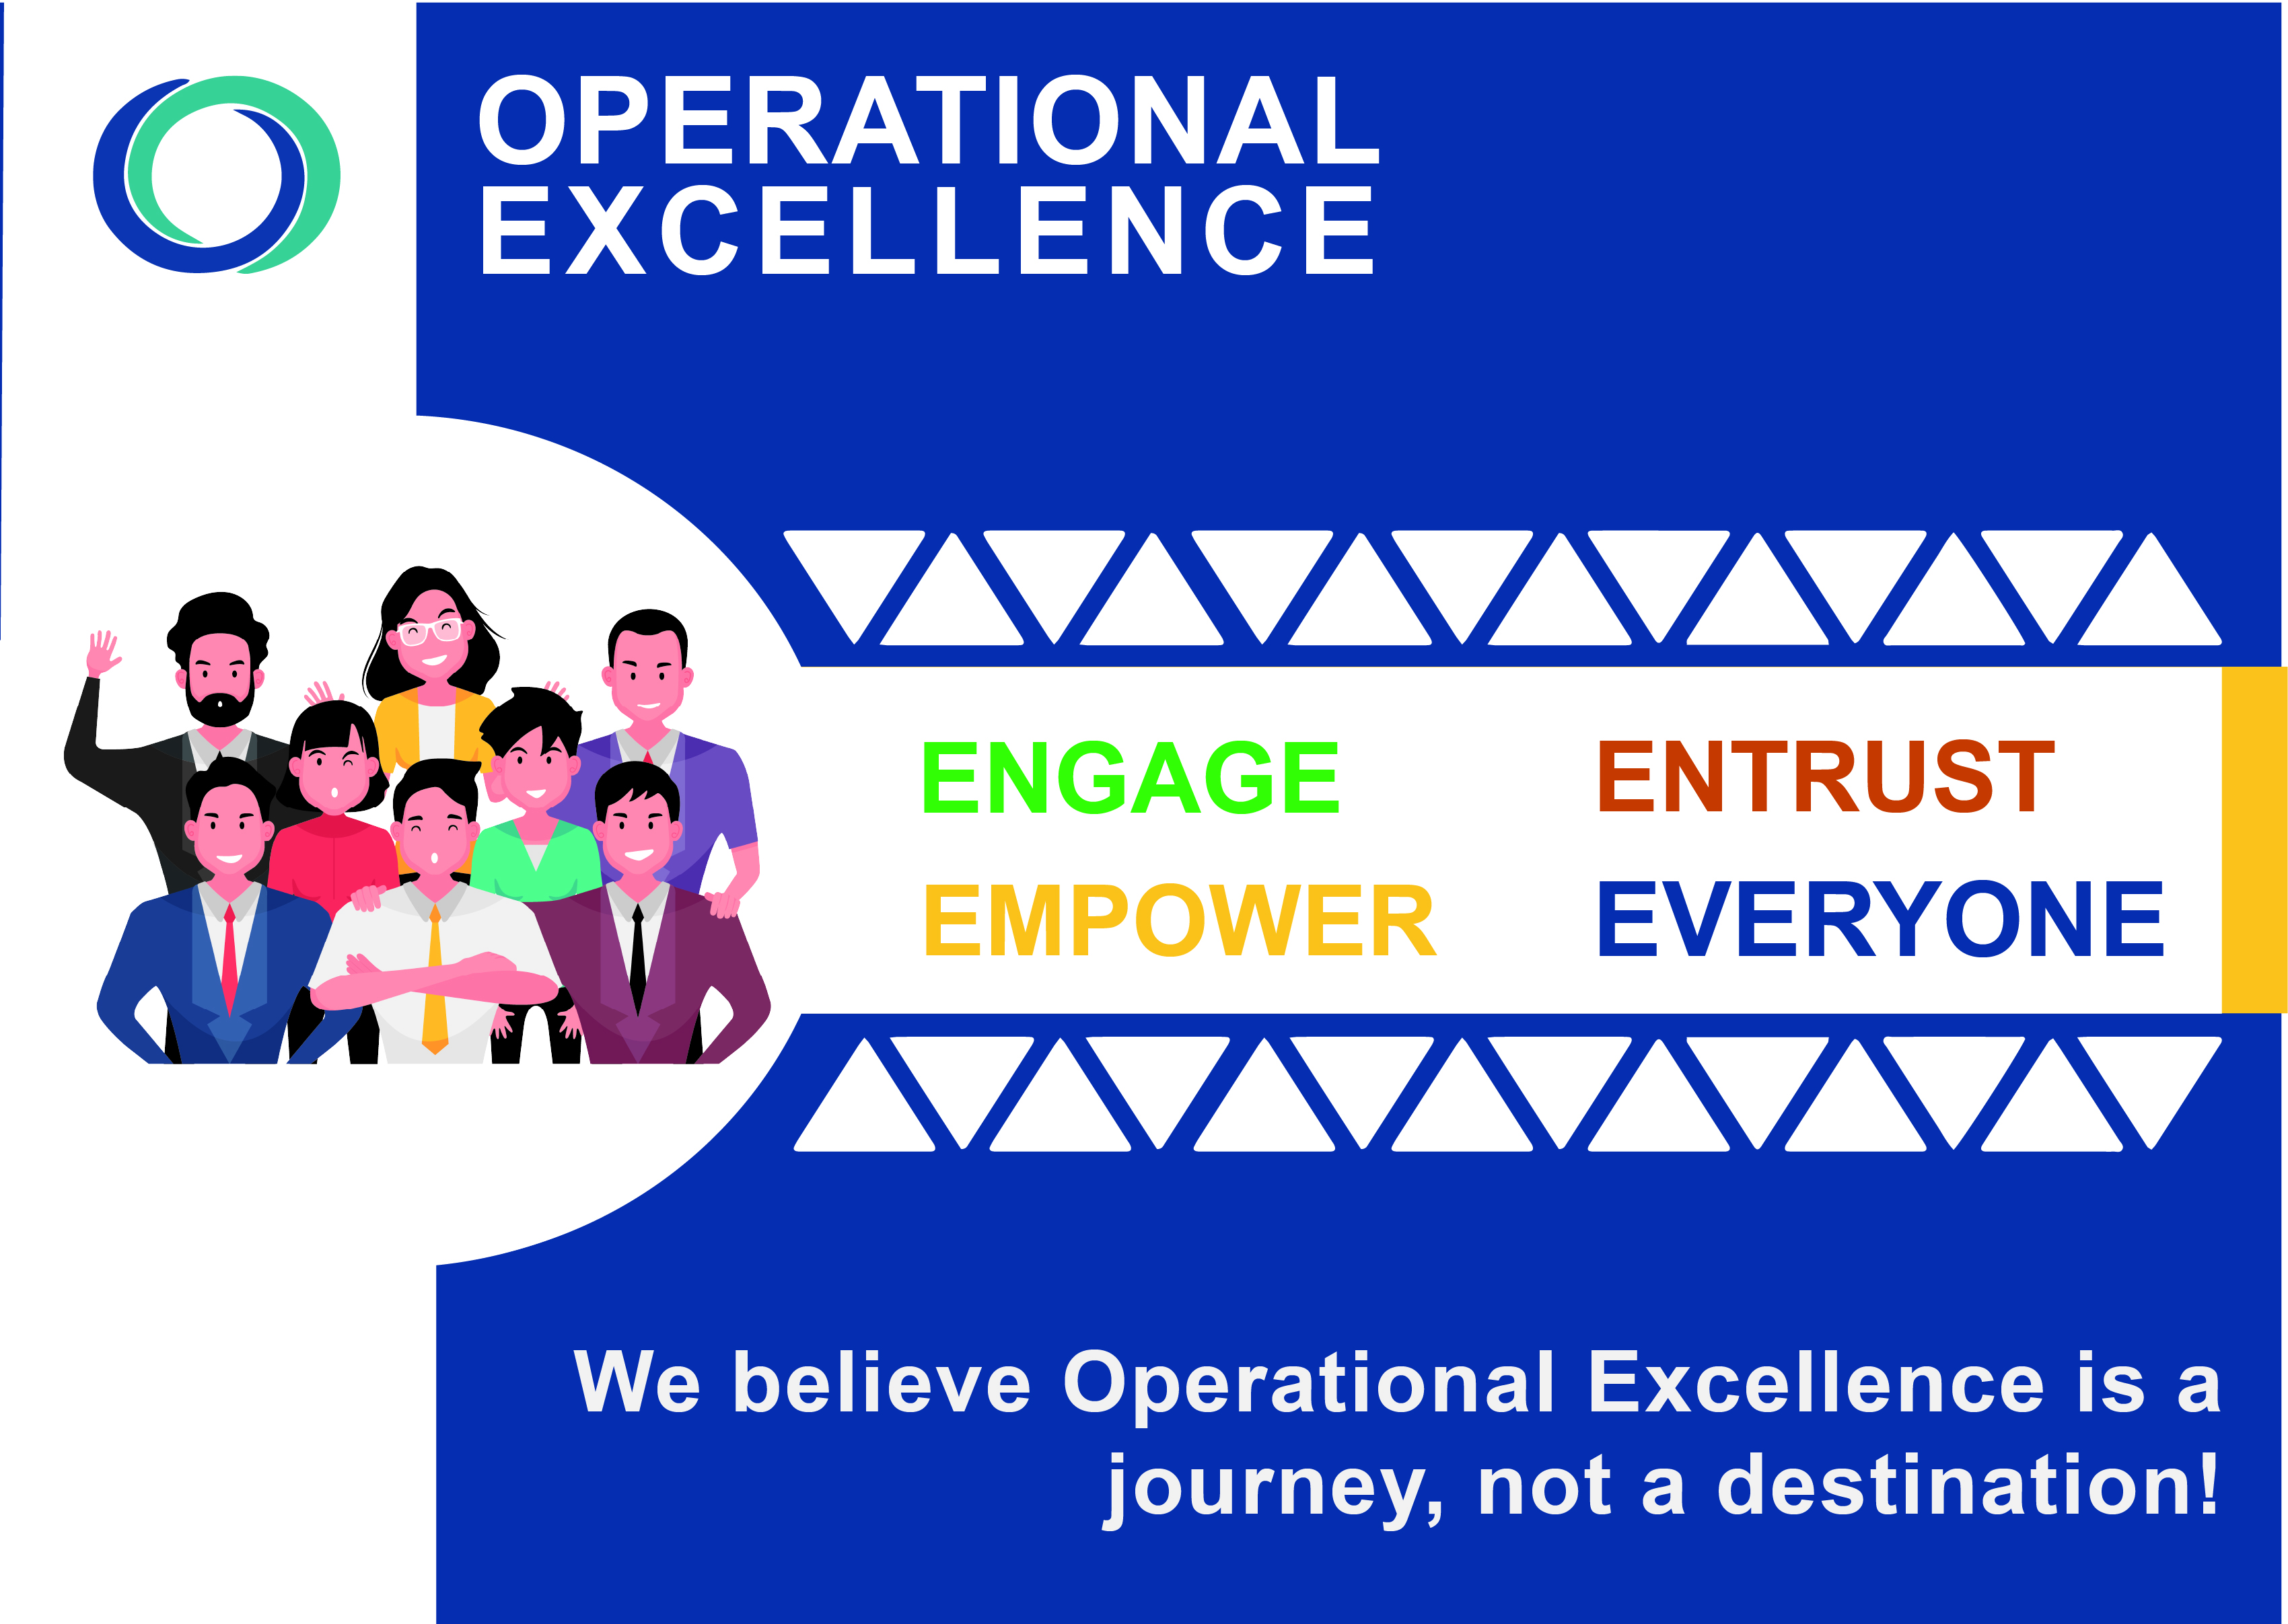 OPERATIONAL
EXCELLENCE
ENGAGE ENTRUST
EMPOWER EVERYONE
We believe Operational Excellence is a
journey, not a destination!